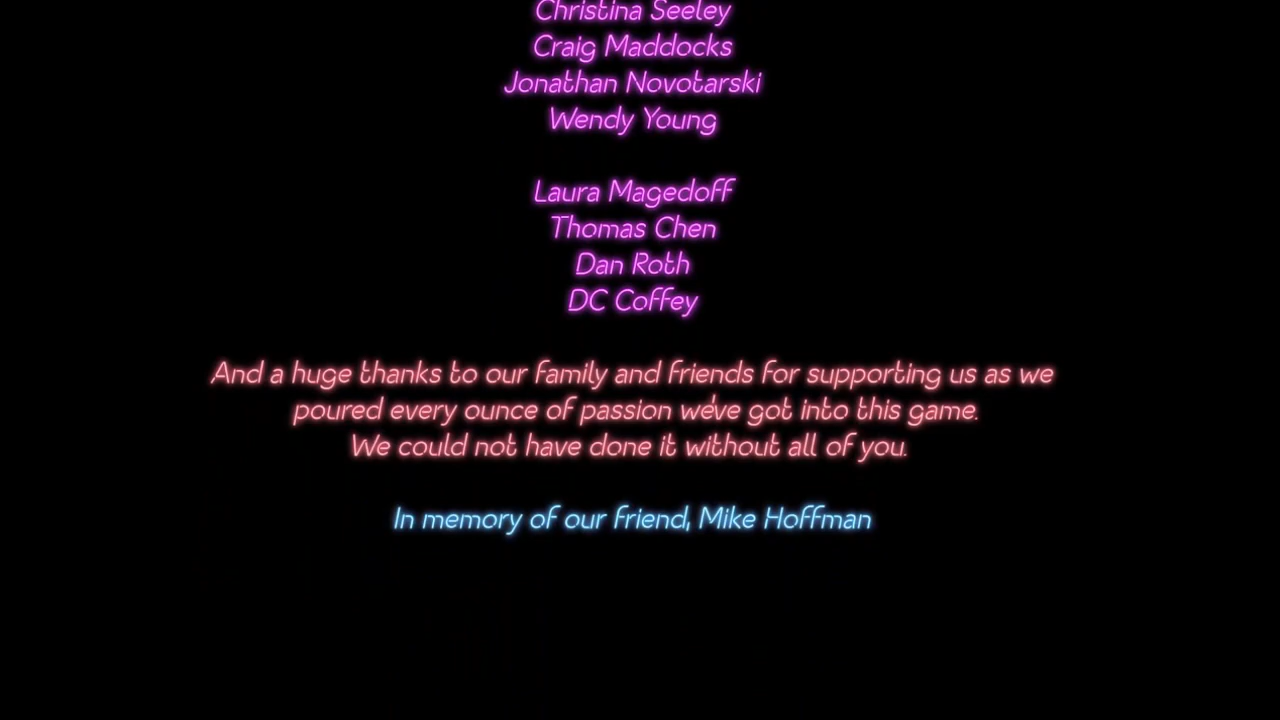 Christina Seeley
Craig Maddocks
Jonathan Novotarski
Wendy Young
Laura Magedoff
Thomas Chen
Dan Roth
DC Coffey
And a huge thanks to our family and friends for supporting us as we
poured every ounce of passion we've got into this game.
We could not have done it without all of you.
In memory of our friend, Mike Hoffman